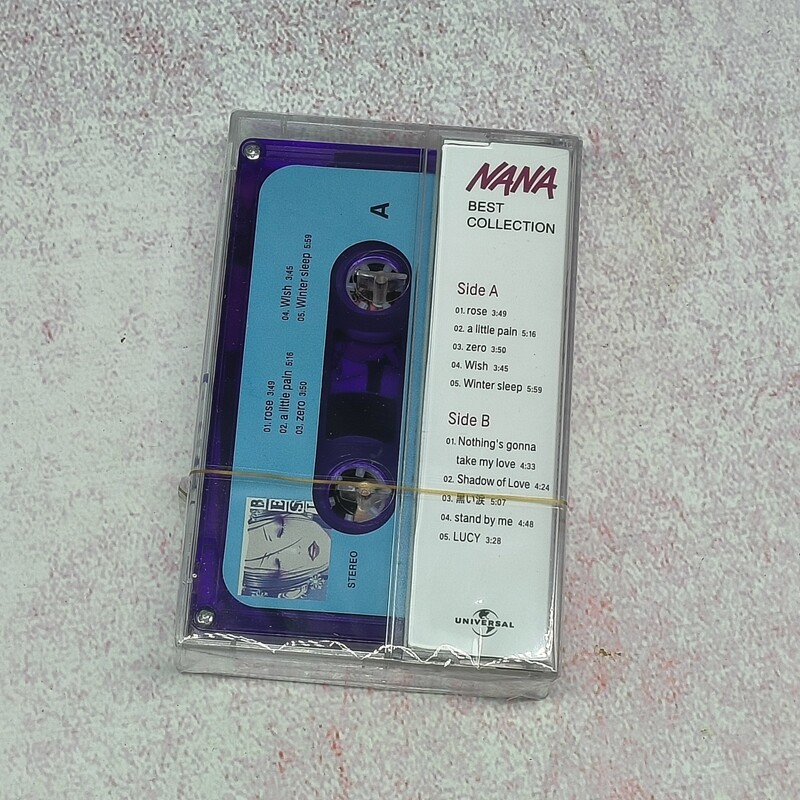 A
01. rose 3:49
02. a little pain 5:16
03. zero 3:50
04. Wish 3:45
05. Winter sleep 5:59
BEST
STEREO
NANA
BEST
COLLECTION
Side A
01. rose 3:49
02. a little pain 5:16
03. zero 3:50
04. Wish 3:45
05. Winter sleep 5:59
Side B
01. Nothing's gonna
take my love 4:33
02. Shadow of Love 4:24
03. 黒い涙 5:07
04. stand by me 4:48
05. LUCY 3:28
UNIVERSAL